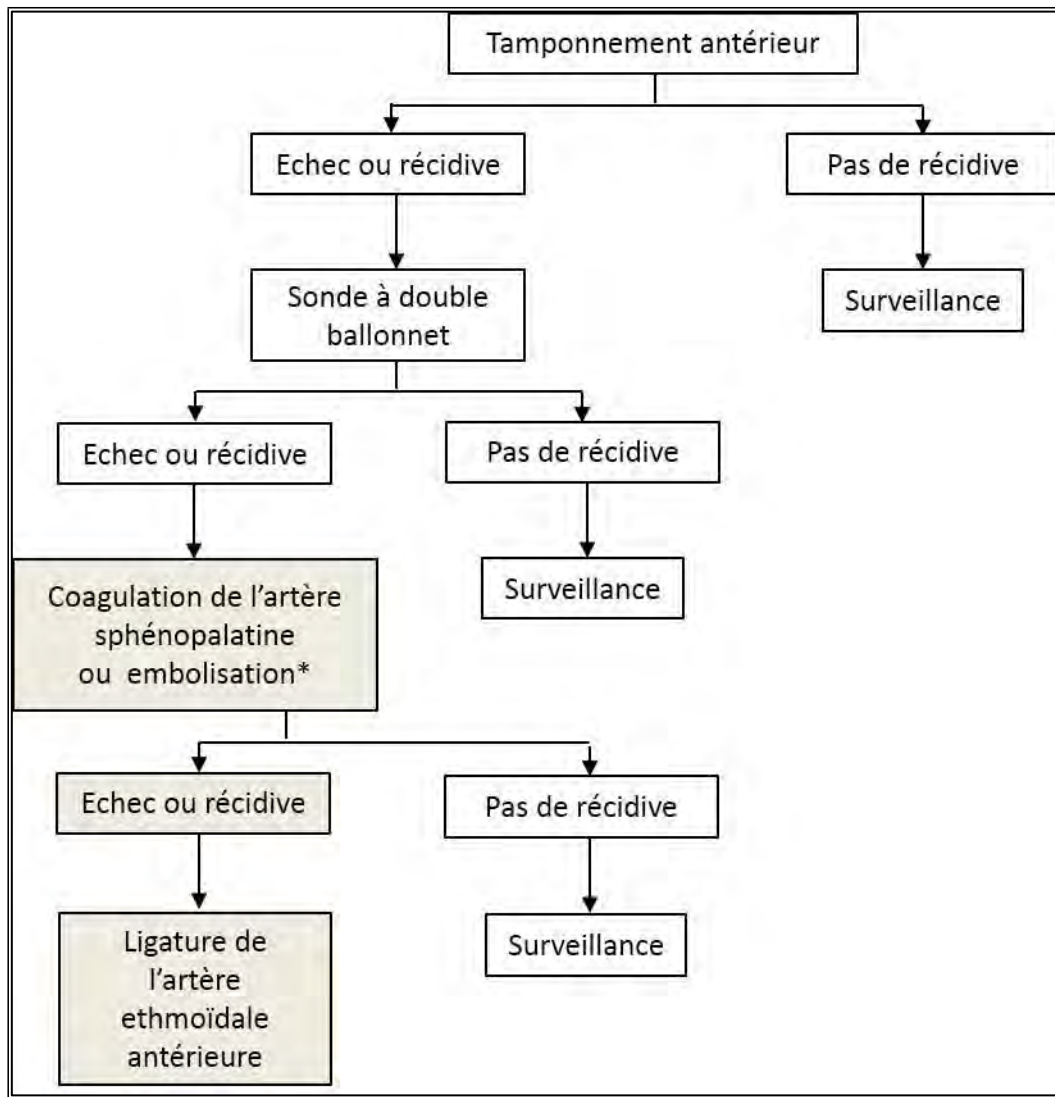 Tamponnement antérieur
Echec ou récidive
Pas de récidive
Sonde à double
ballonnet
Surveillance
Echec ou récidive
Pas de récidive
Coagulation de l’artère
sphénopalatine
ou embolisation*
Surveillance
Echec ou récidive
Pas de récidive
Ligature de
l’artère
ethmoïdale
antérieure
Surveillance